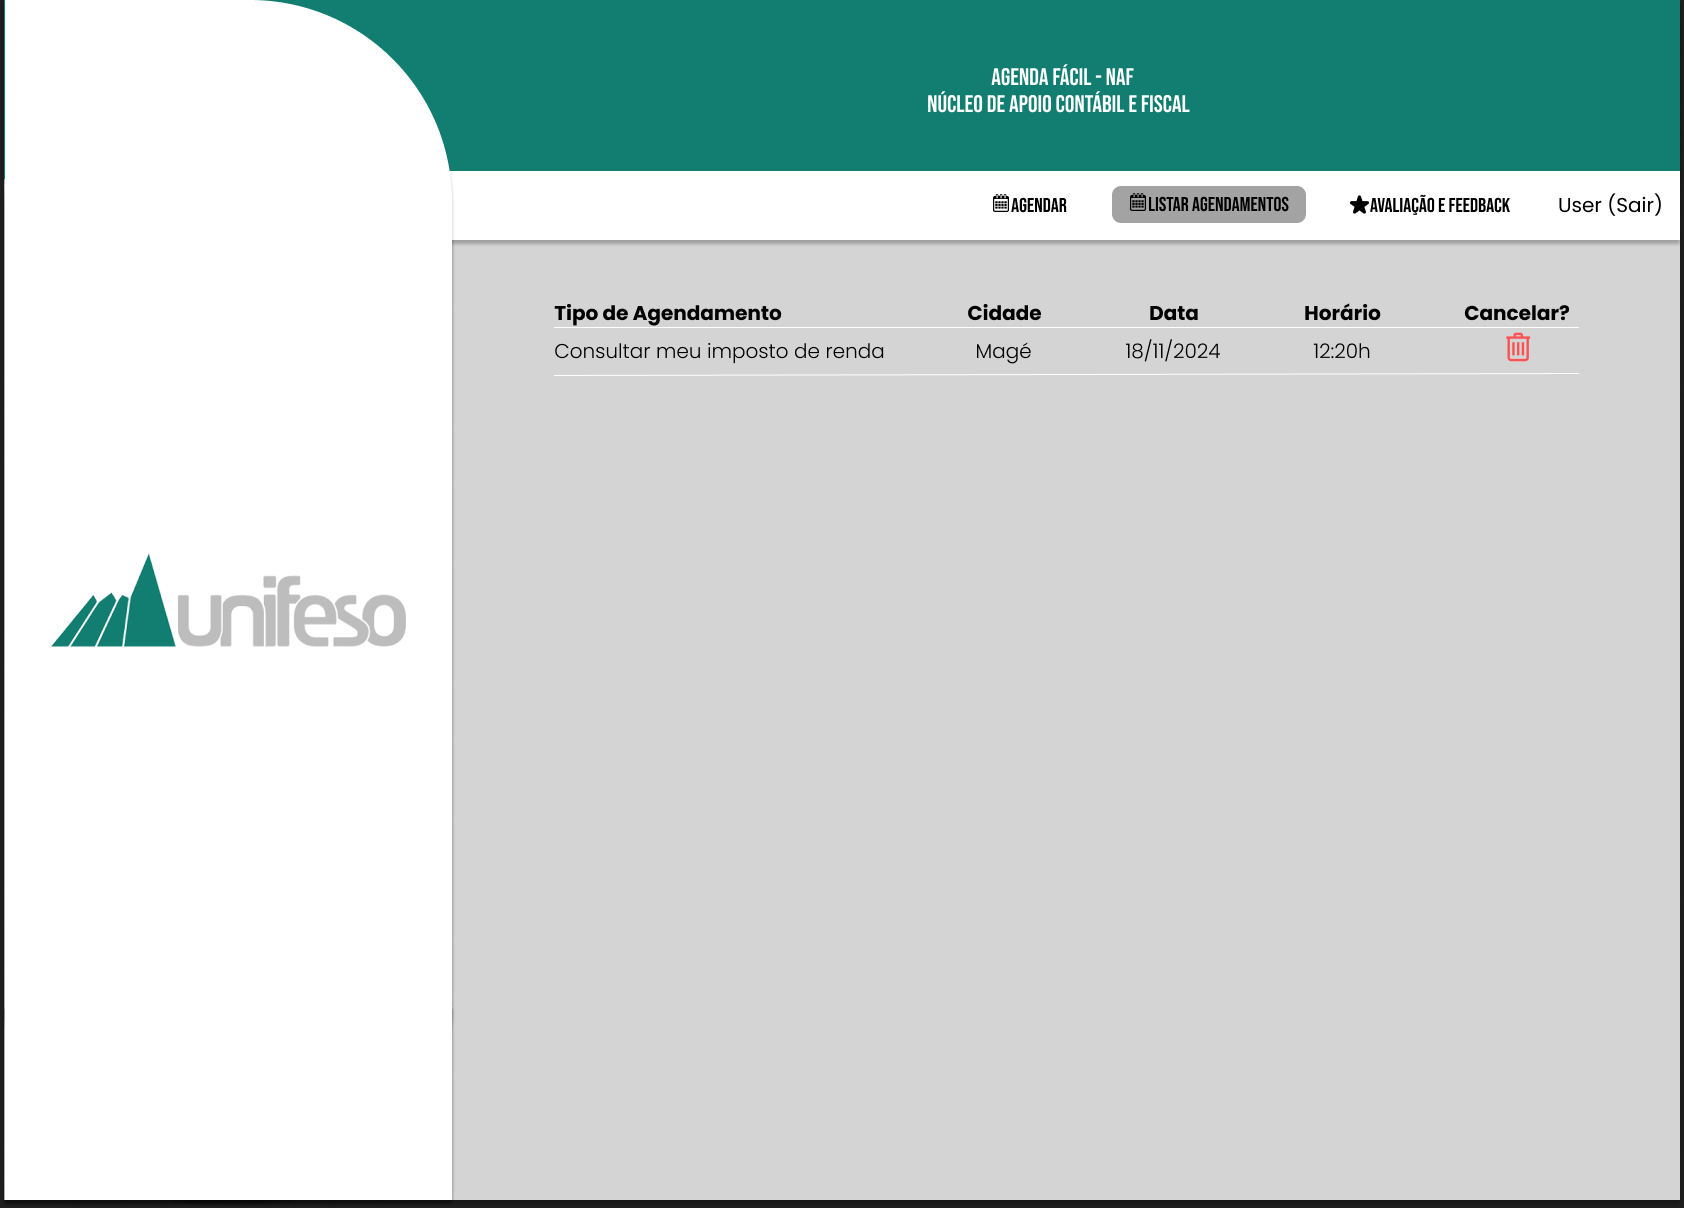 AGENDA FÁCIL - NAF
NÚCLEO DE APOIO CONTÁBIL E FISCAL
AGENDAR LISTAR AGENDAMENTOS AVALIAÇÃO E FEEDBACK User (Sair)
Tipo de Agendamento Cidade Data Horário Cancelar?
Consultar meu imposto de renda Magé 18/11/2024 12:20h
unifeso